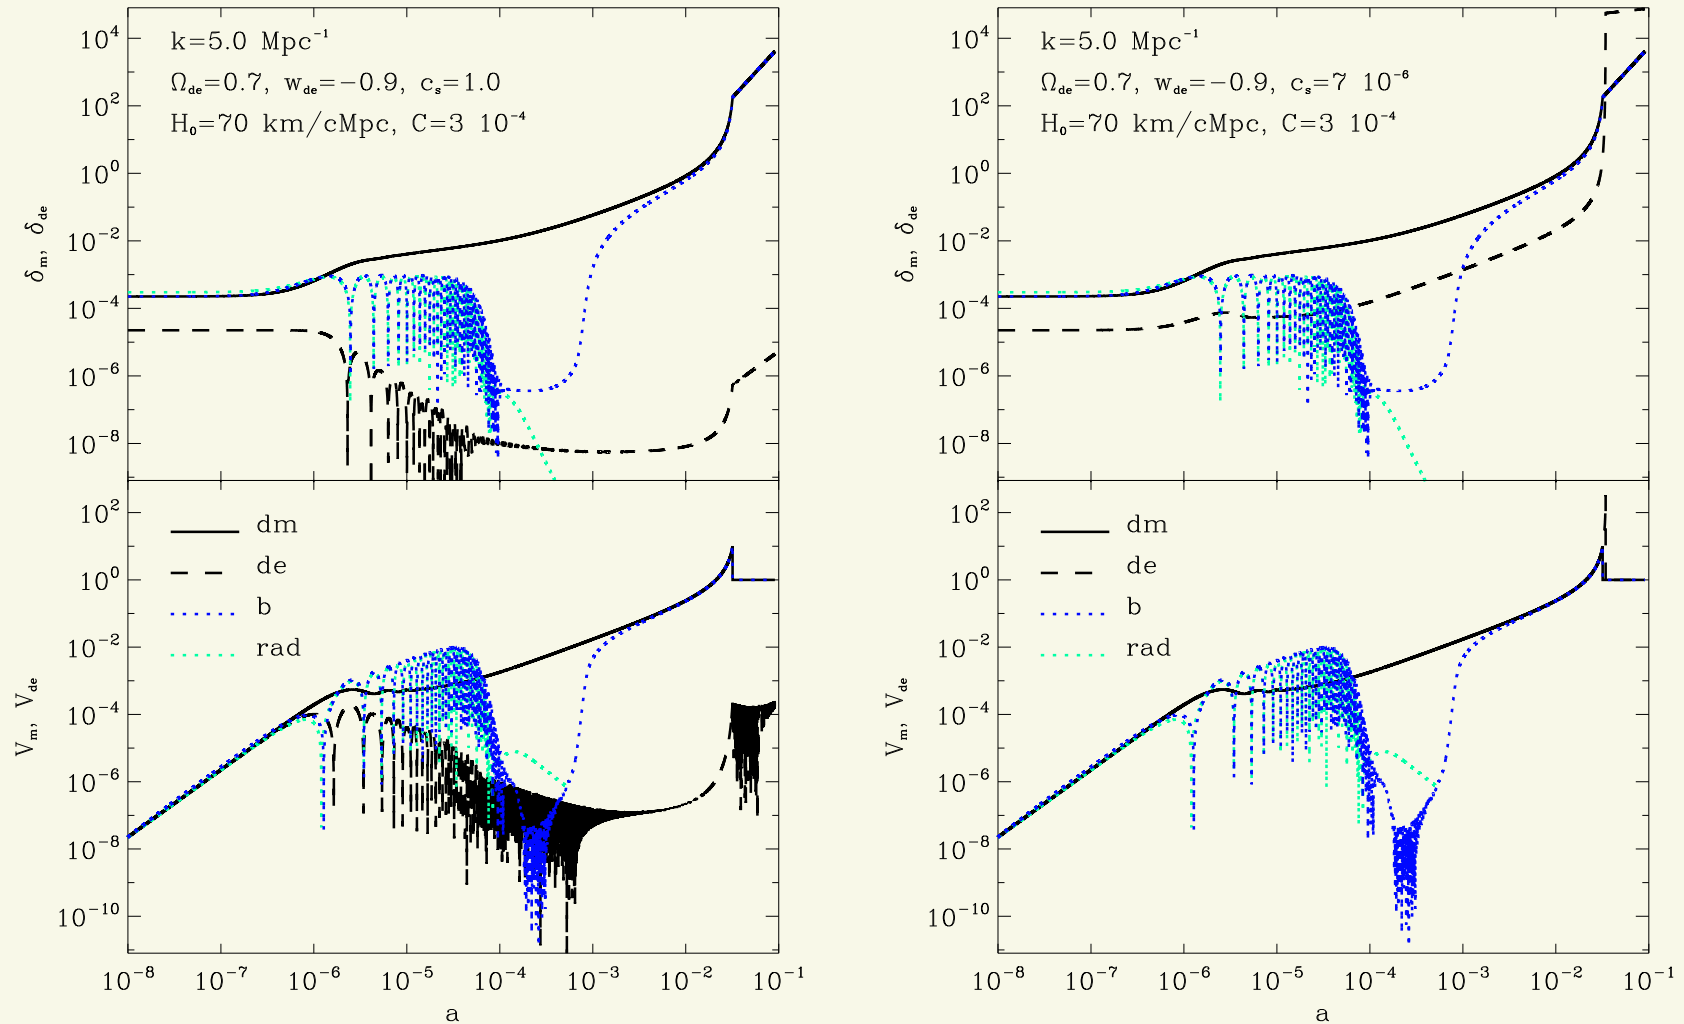 k=5.0 Mpc⁻¹
Ω_de=0.7, w_de=−0.9, c_s=1.0
H₀=70 km/cMpc, C=3 10⁻⁴
10⁴
10²
10⁰
10⁻²
10⁻⁴
10⁻⁶
10⁻⁸
δ_m, δ_de
dm
de
b
rad
10²
10⁰
10⁻²
10⁻⁴
10⁻⁶
10⁻⁸
10⁻¹⁰
V_m, V_de
10⁻⁸ 10⁻⁷ 10⁻⁶ 10⁻⁵ 10⁻⁴ 10⁻³ 10⁻² 10⁻¹
a
k=5.0 Mpc⁻¹
Ω_de=0.7, w_de=−0.9, c_s=7 10⁻⁶
H₀=70 km/cMpc, C=3 10⁻⁴
10⁴
10²
10⁰
10⁻²
10⁻⁴
10⁻⁶
10⁻⁸
δ_m, δ_de
dm
de
b
rad
10²
10⁰
10⁻²
10⁻⁴
10⁻⁶
10⁻⁸
10⁻¹⁰
V_m, V_de
10⁻⁸ 10⁻⁷ 10⁻⁶ 10⁻⁵ 10⁻⁴ 10⁻³ 10⁻² 10⁻¹
a